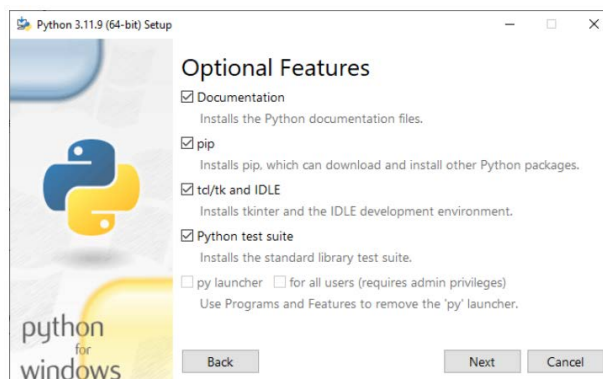 Python 3.11.9 (64-bit) Setup
Optional Features
Documentation
Installs the Python documentation files.
pip
Installs pip, which can download and install other Python packages.
tcl/tk and IDLE
Installs tkinter and the IDLE development environment.
Python test suite
Installs the standard library test suite.
py launcher for all users (requires admin privileges)
Use Programs and Features to remove the 'py' launcher.
python
for
windows
Back Next Cancel